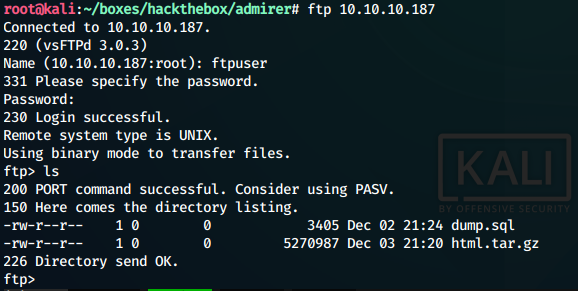 root@kali:~/boxes/hackthebox/admirer# ftp 10.10.10.187
Connected to 10.10.10.187.
220 (vsFTPd 3.0.3)
Name (10.10.10.187:root): ftpuser
331 Please specify the password.
Password:
230 Login successful.
Remote system type is UNIX.
Using binary mode to transfer files.
ftp> ls
200 PORT command successful. Consider using PASV.
150 Here comes the directory listing.
-rw-r--r-- 1 0 0 3405 Dec 02 21:24 dump.sql
-rw-r--r-- 1 0 0 5270987 Dec 03 21:20 html.tar.gz
226 Directory send OK.
ftp>
KALI
BY OFFENSIVE SECURITY